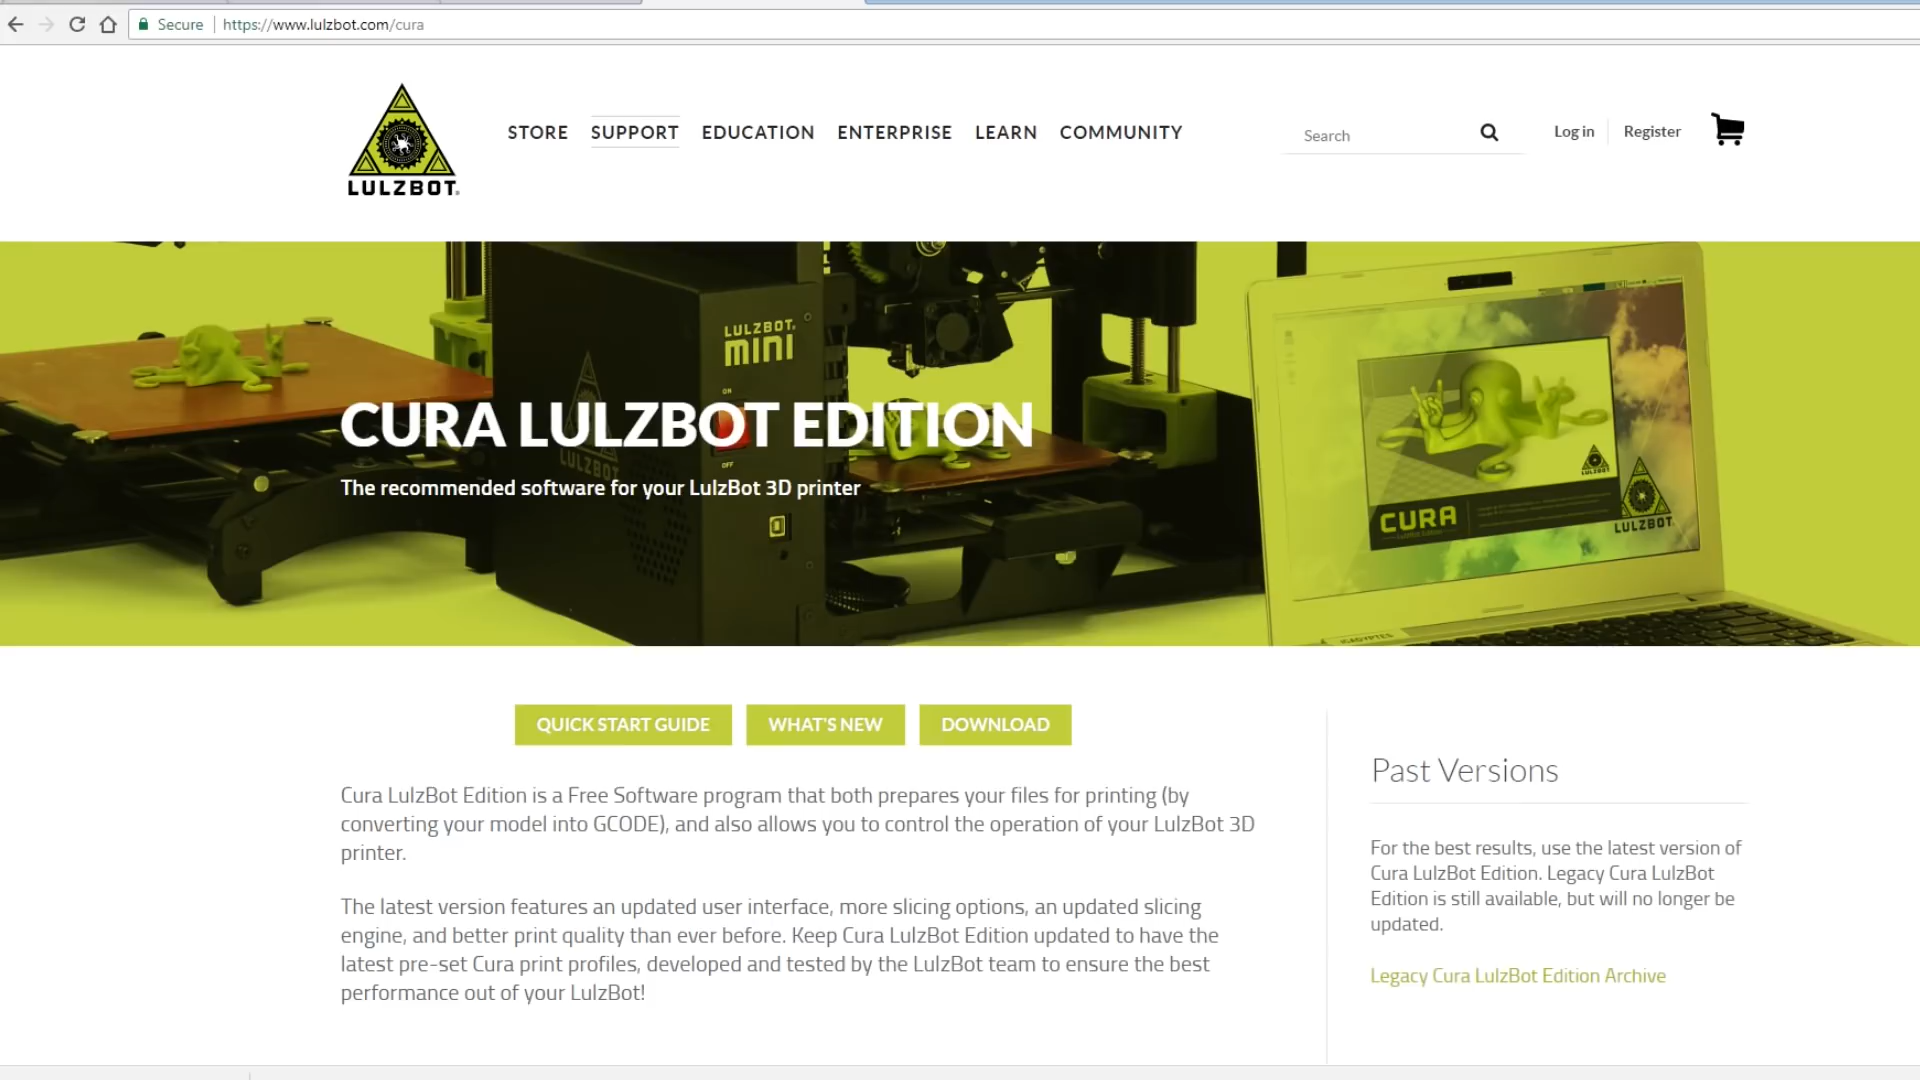 Secure https://www.lulzbot.com/cura
LULZBOT.
STORE SUPPORT EDUCATION ENTERPRISE LEARN COMMUNITY
Search
Log in Register
LULZBOT
mini
ON
CURA LULZBOT EDITION
OFF
LULZBOT
The recommended software for your LulzBot 3D printer
CURA
LULZBOT
QUICK START GUIDE WHAT'S NEW DOWNLOAD
Cura LulzBot Edition is a Free Software program that both prepares your files for printing (by
converting your model into GCODE), and also allows you to control the operation of your LulzBot 3D
printer.
The latest version features an updated user interface, more slicing options, an updated slicing
engine, and better print quality than ever before. Keep Cura LulzBot Edition updated to have the
latest pre-set Cura print profiles, developed and tested by the LulzBot team to ensure the best
performance out of your LulzBot!
Past Versions
For the best results, use the latest version of
Cura LulzBot Edition. Legacy Cura LulzBot
Edition is still available, but will no longer be
updated.
Legacy Cura LulzBot Edition Archive